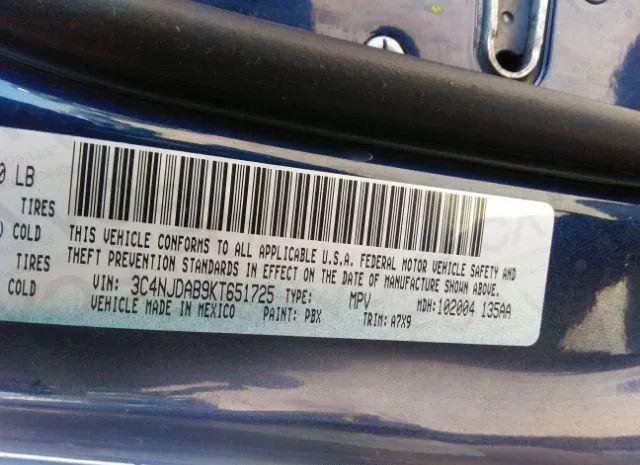 0 LB
TIRES
) COLD
TIRES
COLD
THIS VEHICLE CONFORMS TO ALL APPLICABLE U.S.A. FEDERAL MOTOR VEHICLE SAFETY AND
THEFT PREVENTION STANDARDS IN EFFECT ON THE DATE OF MANUFACTURE SHOWN ABOVE.
VIN: 3C4NJDAB9KT651725 TYPE: MPV MDH: 102004 135AA
VEHICLE MADE IN MEXICO PAINT: PBX TRIM: A7X9